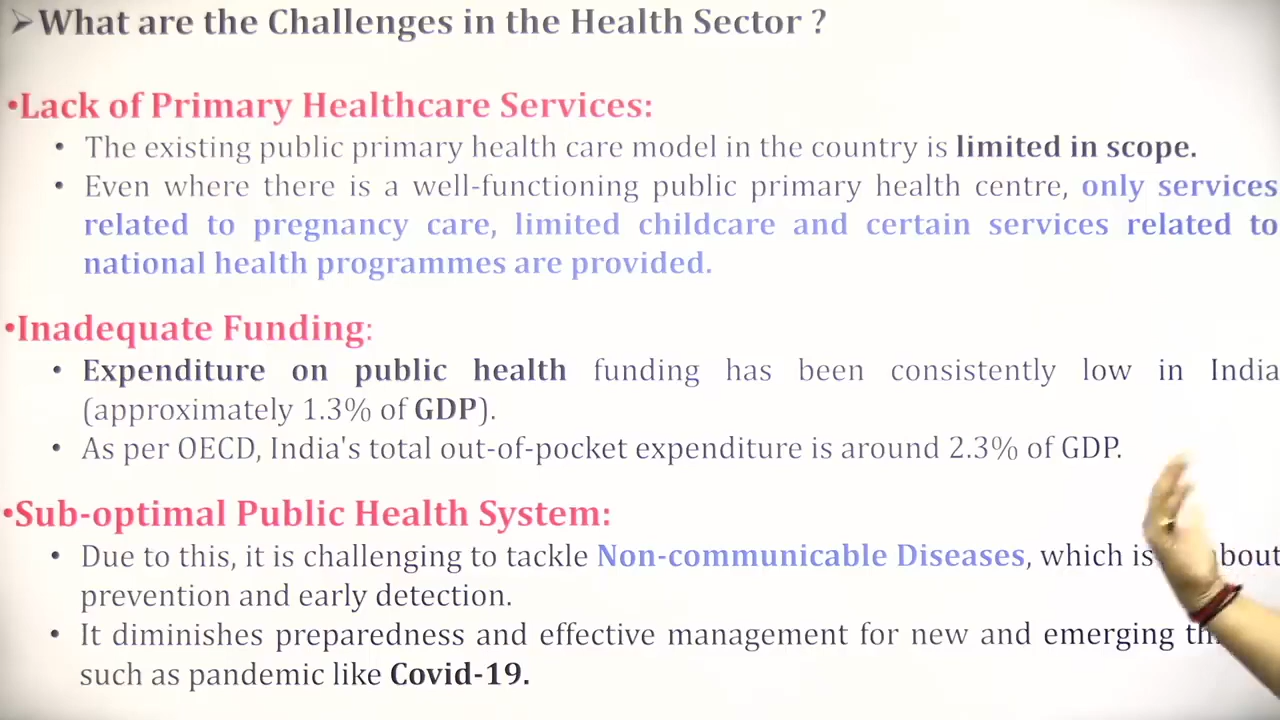 ➢What are the Challenges in the Health Sector ?
•Lack of Primary Healthcare Services:
• The existing public primary health care model in the country is limited in scope.
• Even where there is a well-functioning public primary health centre, only services
related to pregnancy care, limited childcare and certain services related to
national health programmes are provided.
•Inadequate Funding:
• Expenditure on public health funding has been consistently low in India
(approximately 1.3% of GDP).
• As per OECD, India's total out-of-pocket expenditure is around 2.3% of GDP.
•Sub-optimal Public Health System:
• Due to this, it is challenging to tackle Non-communicable Diseases, which is
prevention and early detection.
• It diminishes preparedness and effective management for new and emerging
such as pandemic like Covid-19.